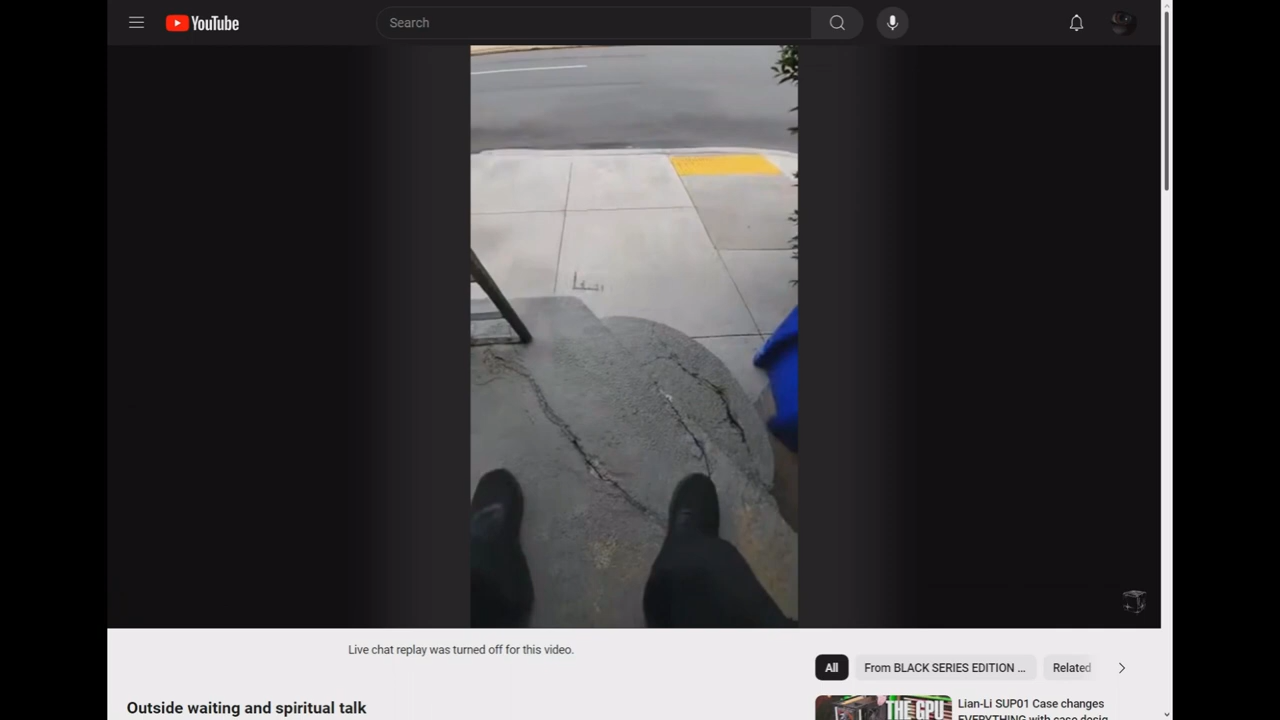 YouTube
Search
Live chat replay was turned off for this video.
All
From BLACK SERIES EDITION ...
Related
Outside waiting and spiritual talk
THE GPU
Lian-Li SUP01 Case changes
EVERYTHING with case desig